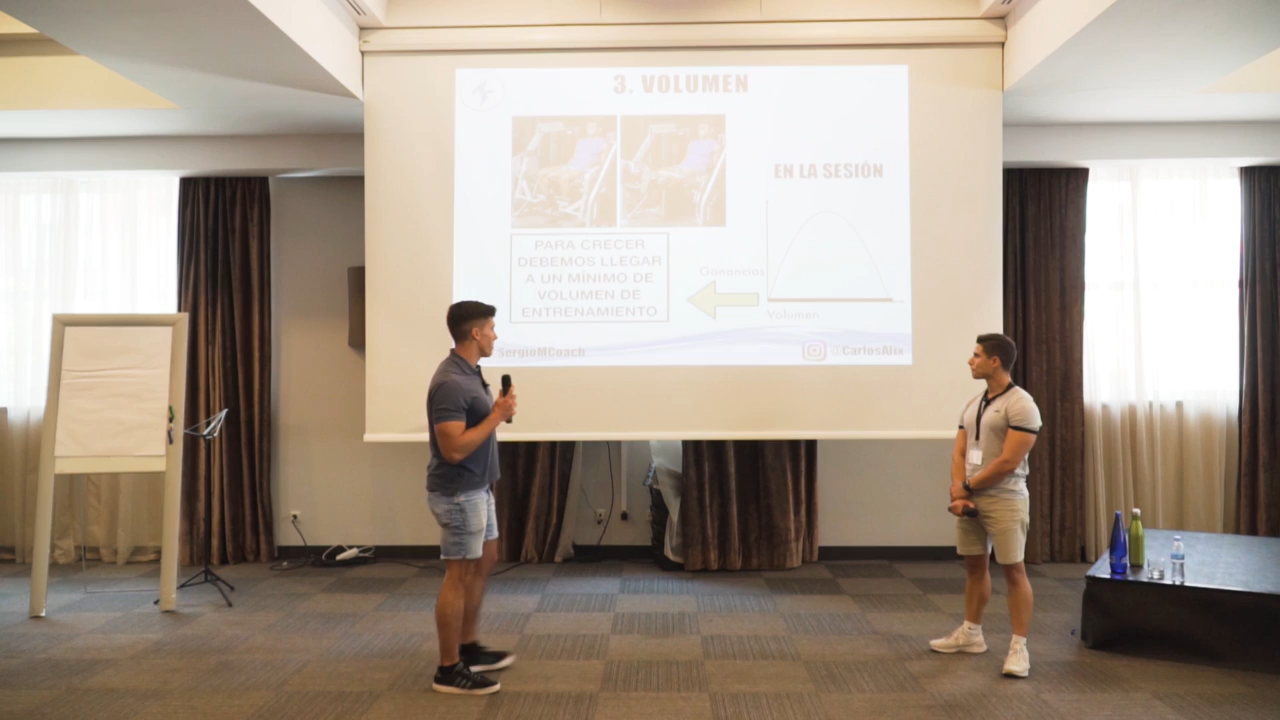 3. VOLUMEN
EN LA SESIÓN
PARA CRECER
DEBEMOS LLEGAR
A UN MÍNIMO DE
VOLUMEN DE
ENTRENAMIENTO
Ganancias
Volumen
SergioMCoach
@CarlosAlix